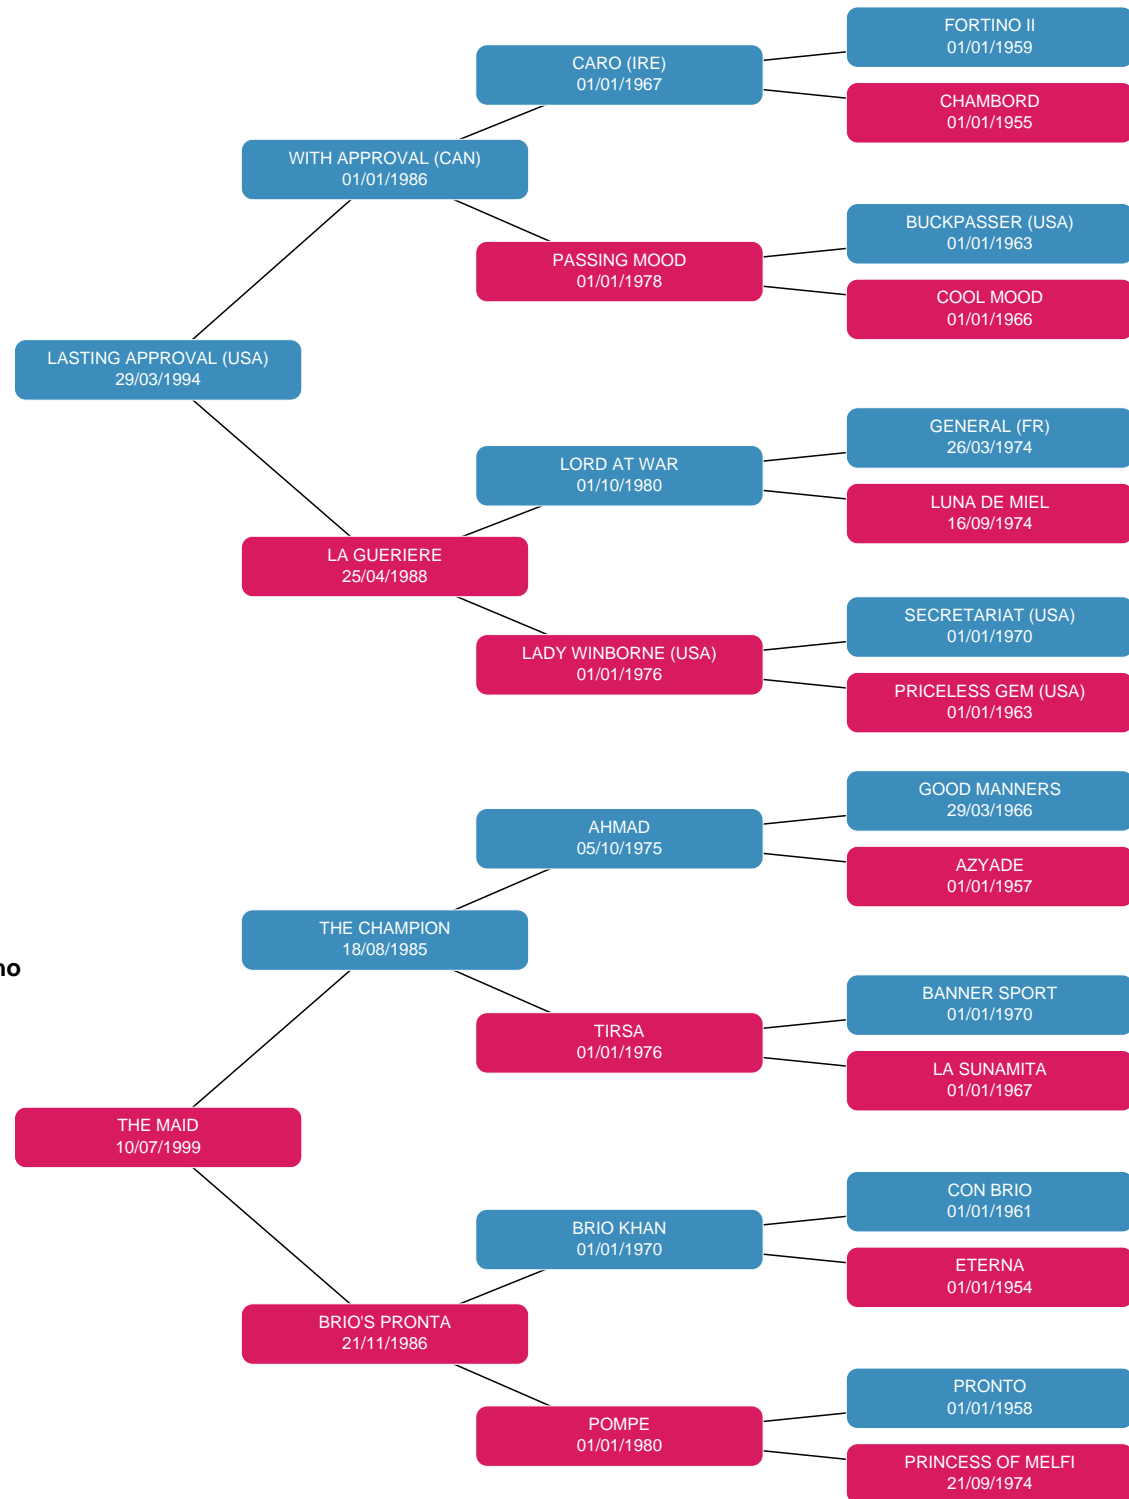 FORTINO II
01/01/1959
CARO (IRE)
01/01/1967
CHAMBORD
01/01/1955
WITH APPROVAL (CAN)
01/01/1986
BUCKPASSER (USA)
01/01/1963
PASSING MOOD
01/01/1978
COOL MOOD
01/01/1966
LASTING APPROVAL (USA)
29/03/1994
GENERAL (FR)
26/03/1974
LORD AT WAR
01/10/1980
LUNA DE MIEL
16/09/1974
LA GUERIERE
25/04/1988
SECRETARIAT (USA)
01/01/1970
LADY WINBORNE (USA)
01/01/1976
PRICELESS GEM (USA)
01/01/1963
GOOD MANNERS
29/03/1966
AHMAD
05/10/1975
AZYADE
01/01/1957
THE CHAMPION
18/08/1985
BANNER SPORT
01/01/1970
TIRSA
01/01/1976
LA SUNAMITA
01/01/1967
THE MAID
10/07/1999
CON BRIO
01/01/1961
BRIO KHAN
01/01/1970
ETERNA
01/01/1954
BRIO'S PRONTA
21/11/1986
PRONTO
01/01/1958
POMPE
01/01/1980
PRINCESS OF MELFI
21/09/1974